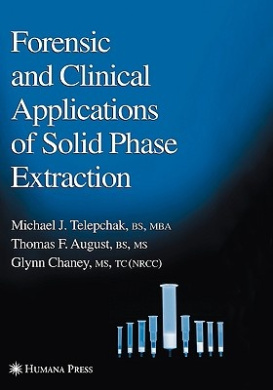 Forensic
and Clinical
Applications
of Solid Phase
Extraction
Michael J. Telepchak, BS, MBA
Thomas F. August, BS, MS
Glynn Chaney, MS, TC(NRCC)
HUMANA PRESS